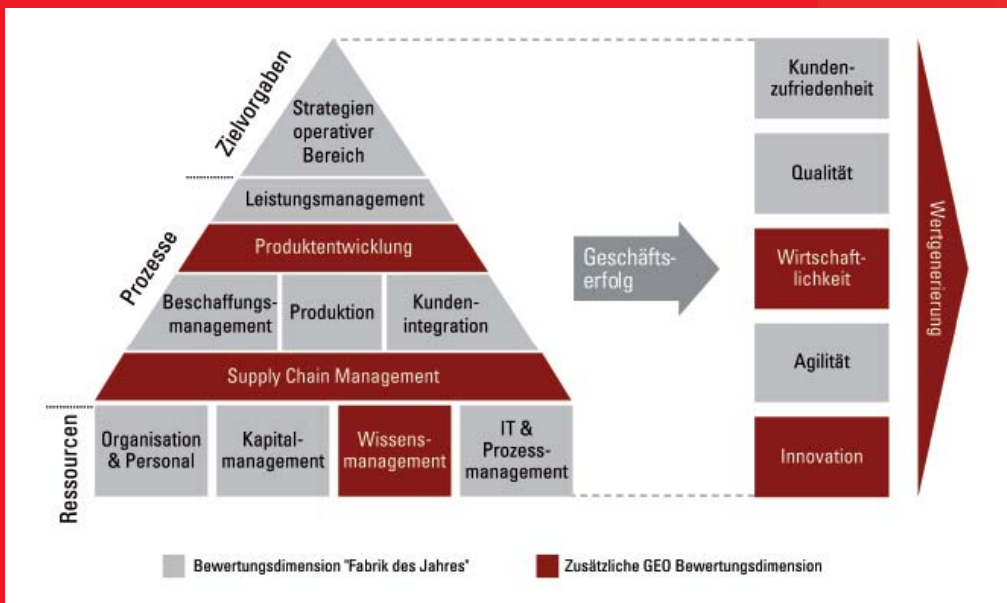 Zielvorgaben
Strategien
operativer
Bereich
Prozesse
Leistungsmanagement
Produktentwicklung
Beschaffungs-
management
Produktion
Kunden-
integration
Supply Chain Management
Ressourcen
Organisation
& Personal
Kapital-
management
Wissens-
management
IT &
Prozess-
management
Geschäfts-
erfolg
Kunden-
zufriedenheit
Qualität
Wirtschaft-
lichkeit
Agilität
Innovation
Wertgenerierung
Bewertungsdimension "Fabrik des Jahres"
Zusätzliche GEO Bewertungsdimension